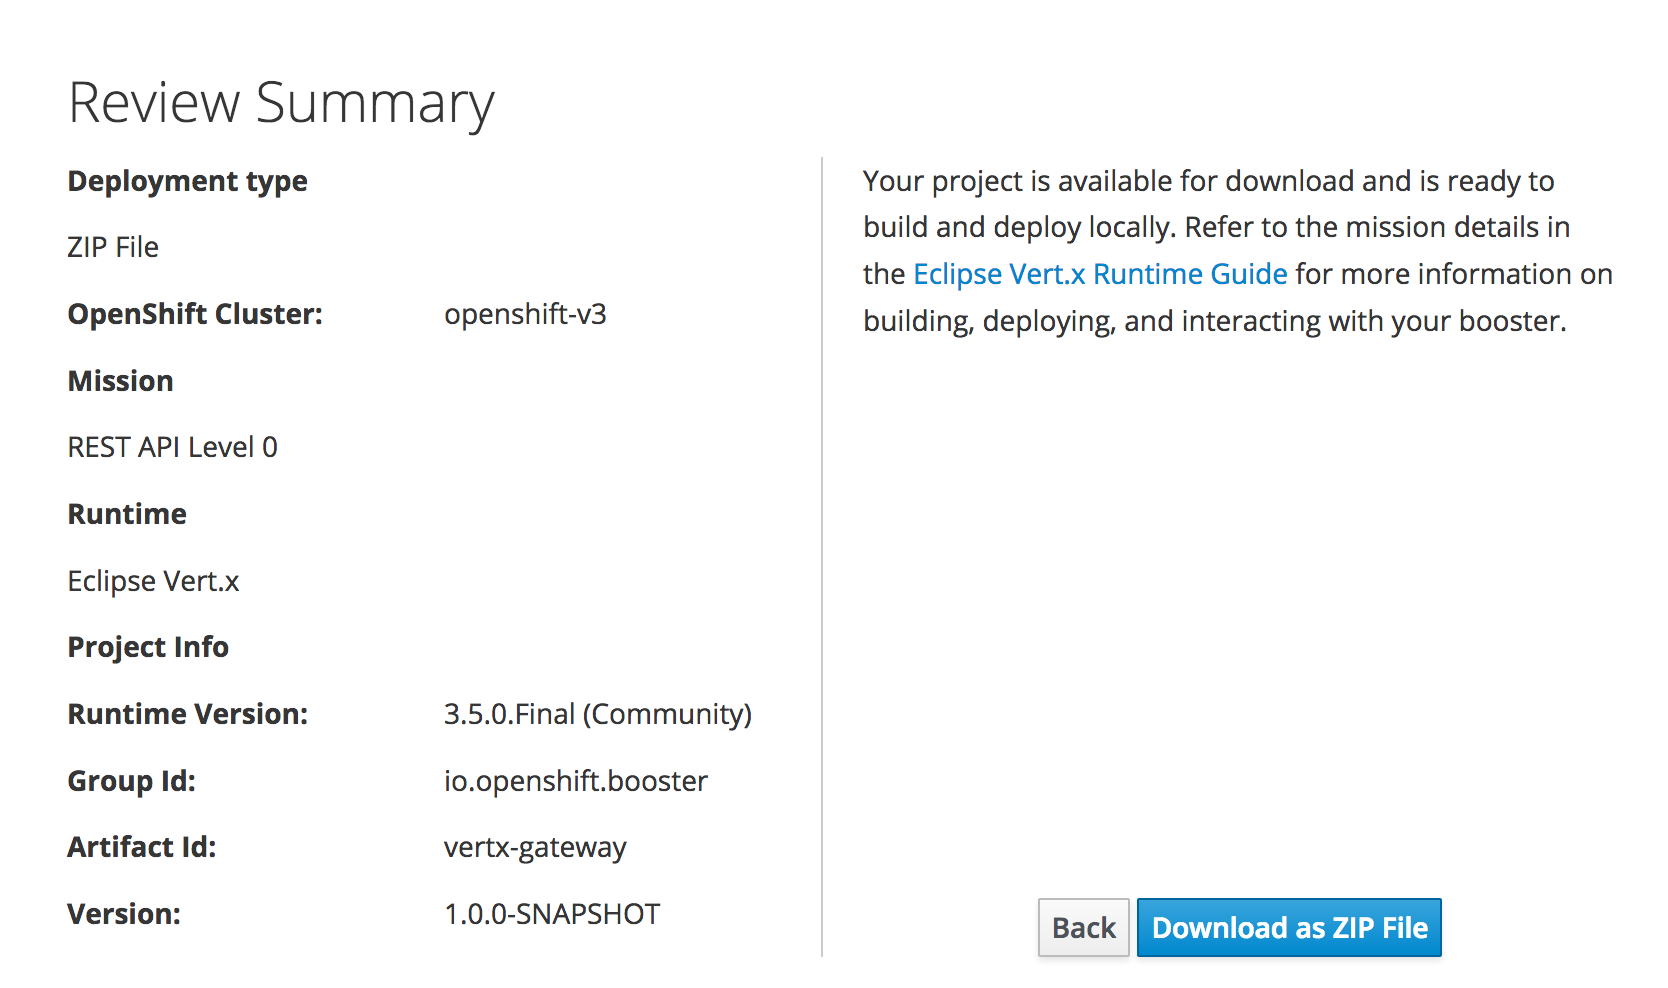 Review Summary
Deployment type
ZIP File
OpenShift Cluster: openshift-v3
Mission
REST API Level 0
Runtime
Eclipse Vert.x
Project Info
Runtime Version: 3.5.0.Final (Community)
Group Id: io.openshift.booster
Artifact Id: vertx-gateway
Version: 1.0.0-SNAPSHOT
Your project is available for download and is ready to
build and deploy locally. Refer to the mission details in
the Eclipse Vert.x Runtime Guide for more information on
building, deploying, and interacting with your booster.
Back Download as ZIP File